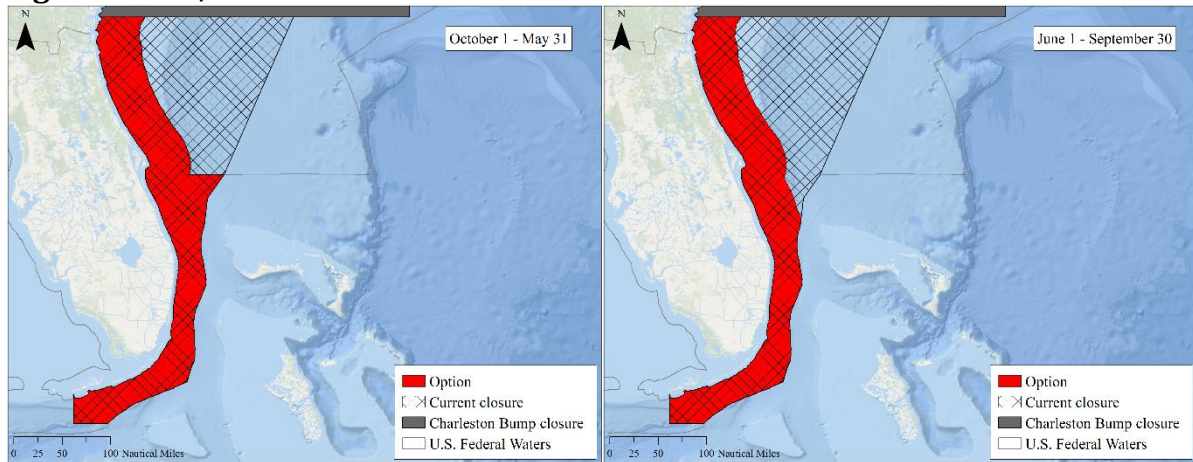 N
October 1 - May 31
Option
Current closure
Charleston Bump closure
U.S. Federal Waters
0 25 50 100 Nautical Miles
N
June 1 - September 30
Option
Current closure
Charleston Bump closure
U.S. Federal Waters
0 25 50 100 Nautical Miles